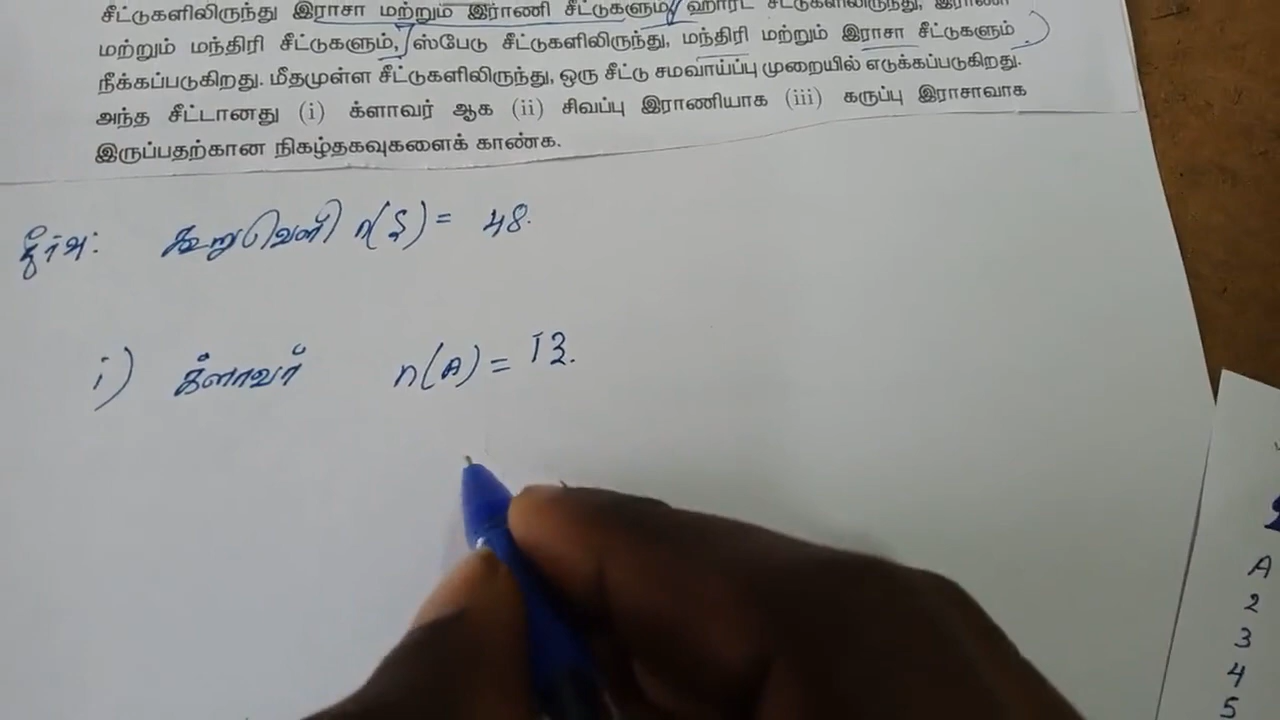 சீட்டுகளிலிருந்து இராசா மற்றும் இராணி சீட்டுகளும், ஹார்ட் சீட்டுகளிலிருந்து, இராணி
மற்றும் மந்திரி சீட்டுகளும், ஸ்பேடு சீட்டுகளிலிருந்து, மந்திரி மற்றும் இராசா சீட்டுகளும்
நீக்கப்படுகிறது. மீதமுள்ள சீட்டுகளிலிருந்து, ஒரு சீட்டு சமவாய்ப்பு முறையில் எடுக்கப்படுகிறது.
அந்த சீட்டானது (i) க்ளாவர் ஆக (ii) சிவப்பு இராணியாக (iii) கருப்பு இராசாவாக
இருப்பதற்கான நிகழ்தகவுகளைக் காண்க.
தீர்வு: கூறுவெளி n(S) = 48.
i) க்ளாவர் n(A) = 13.
A
2
3
4
5